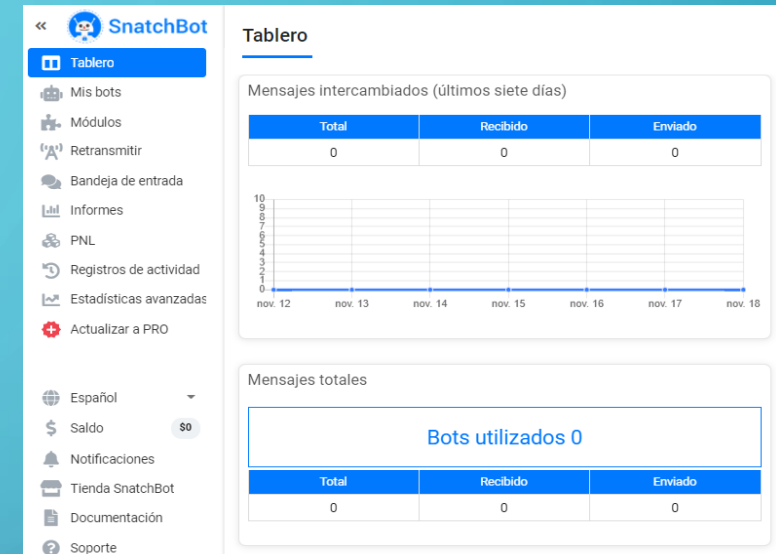 «
SnatchBot
Tablero
Mis bots
Módulos
Retransmitir
Bandeja de entrada
Informes
PNL
Registros de actividad
Estadísticas avanzadas
Actualizar a PRO
Español
Saldo $0
Notificaciones
Tienda SnatchBot
Documentación
Soporte
Tablero
Mensajes intercambiados (últimos siete días)
Total Recibido Enviado
0 0 0
10
9
8
7
6
5
4
3
2
1
0
nov. 12 nov. 13 nov. 14 nov. 15 nov. 16 nov. 17 nov. 18
Mensajes totales
Bots utilizados 0
Total Recibido Enviado
0 0 0